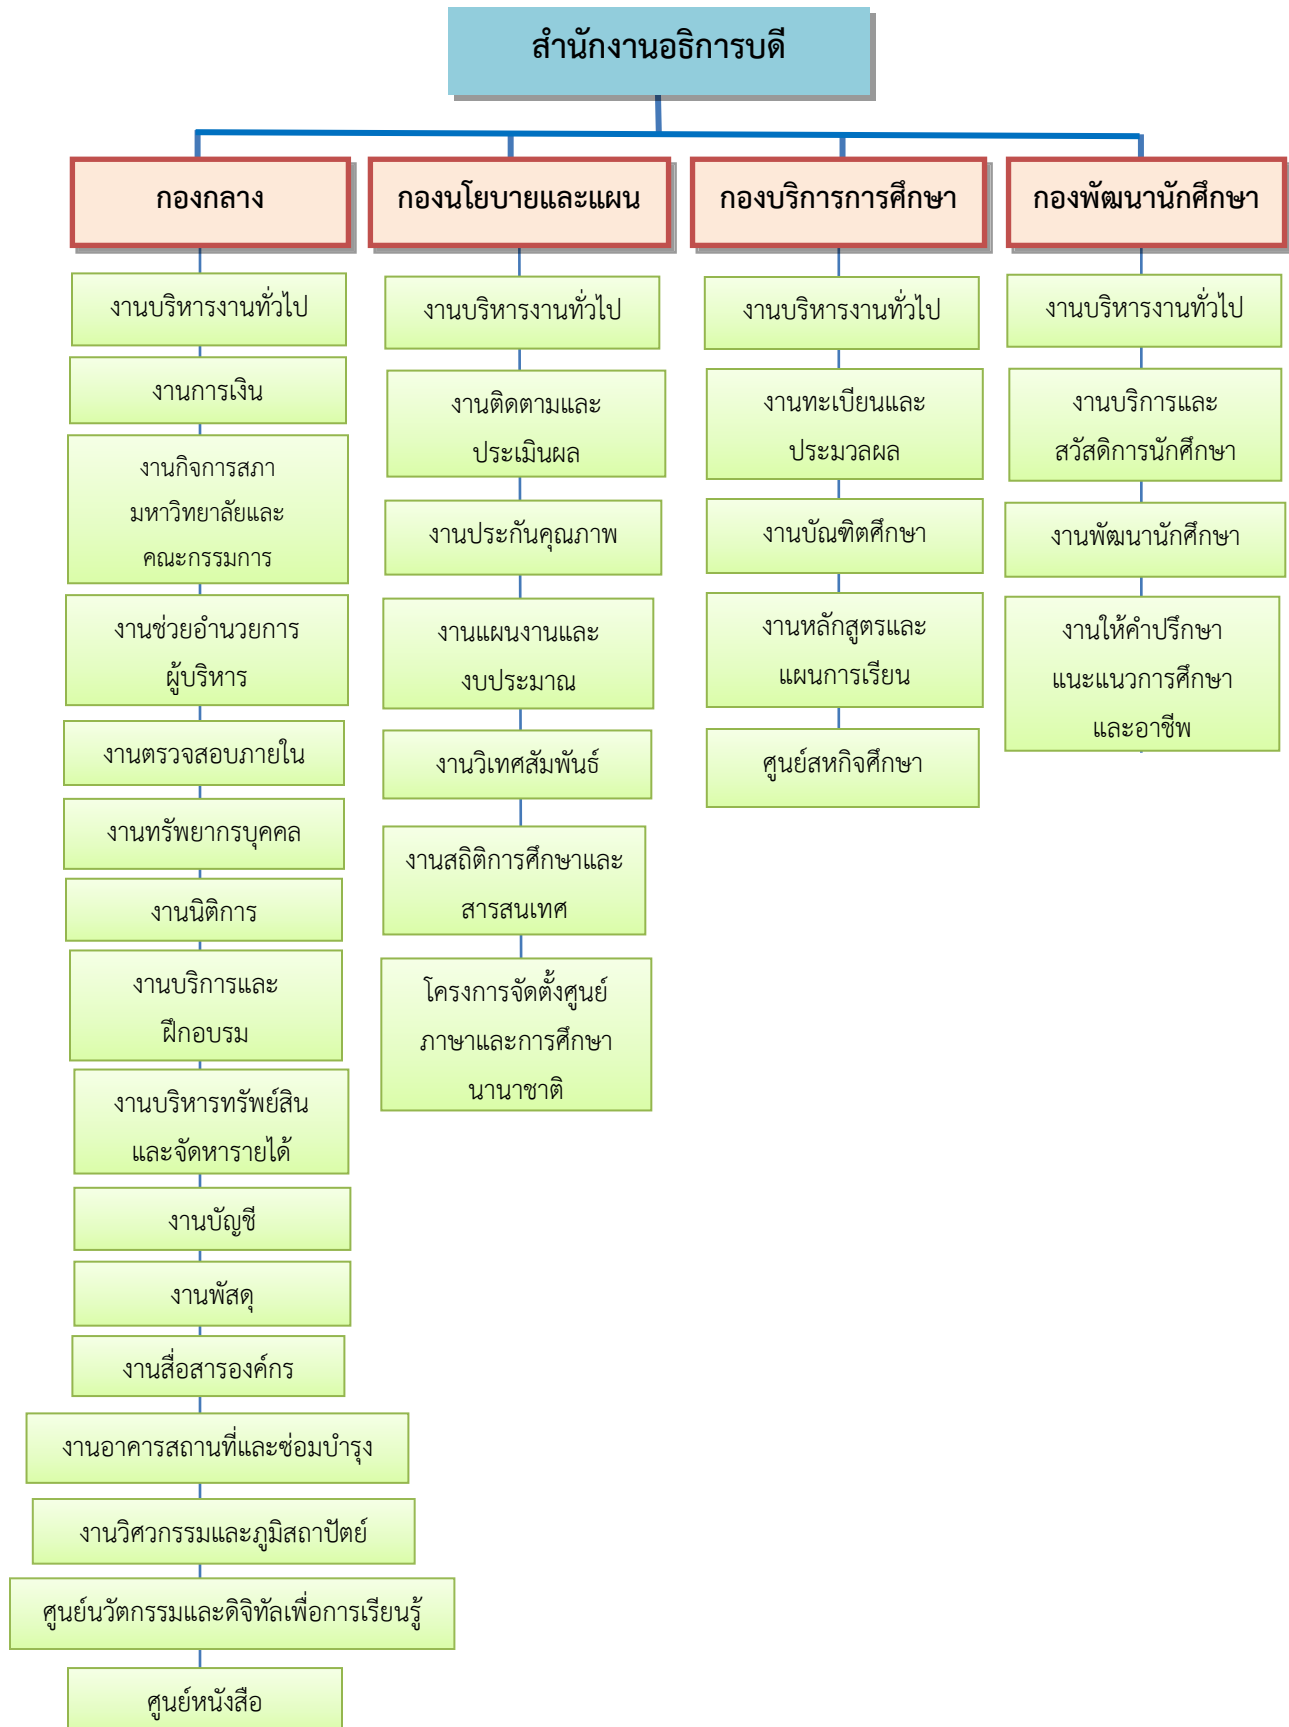 สำนักงานอธิการบดี
กองกลาง
กองนโยบายและแผน
กองบริการการศึกษา
กองพัฒนานักศึกษา
งานบริหารงานทั่วไป
งานการเงิน
งานกิจการสภา
มหาวิทยาลัยและ
คณะกรรมการ
งานช่วยอำนวยการ
ผู้บริหาร
งานตรวจสอบภายใน
งานทรัพยากรบุคคล
งานนิติการ
งานบริการและ
ฝึกอบรม
งานบริหารทรัพย์สิน
และจัดหารายได้
งานบัญชี
งานพัสดุ
งานสื่อสารองค์กร
งานอาคารสถานที่และซ่อมบำรุง
งานวิศวกรรมและภูมิสถาปัตย์
ศูนย์นวัตกรรมและดิจิทัลเพื่อการเรียนรู้
ศูนย์หนังสือ
งานบริหารงานทั่วไป
งานติดตามและ
ประเมินผล
งานประกันคุณภาพ
งานแผนงานและ
งบประมาณ
งานวิเทศสัมพันธ์
งานสถิติการศึกษาและ
สารสนเทศ
โครงการจัดตั้งศูนย์
ภาษาและการศึกษา
นานาชาติ
งานบริหารงานทั่วไป
งานทะเบียนและ
ประมวลผล
งานบัณฑิตศึกษา
งานหลักสูตรและ
แผนการเรียน
ศูนย์สหกิจศึกษา
งานบริหารงานทั่วไป
งานบริการและ
สวัสดิการนักศึกษา
งานพัฒนานักศึกษา
งานให้คำปรึกษา
แนะแนวการศึกษา
และอาชีพ